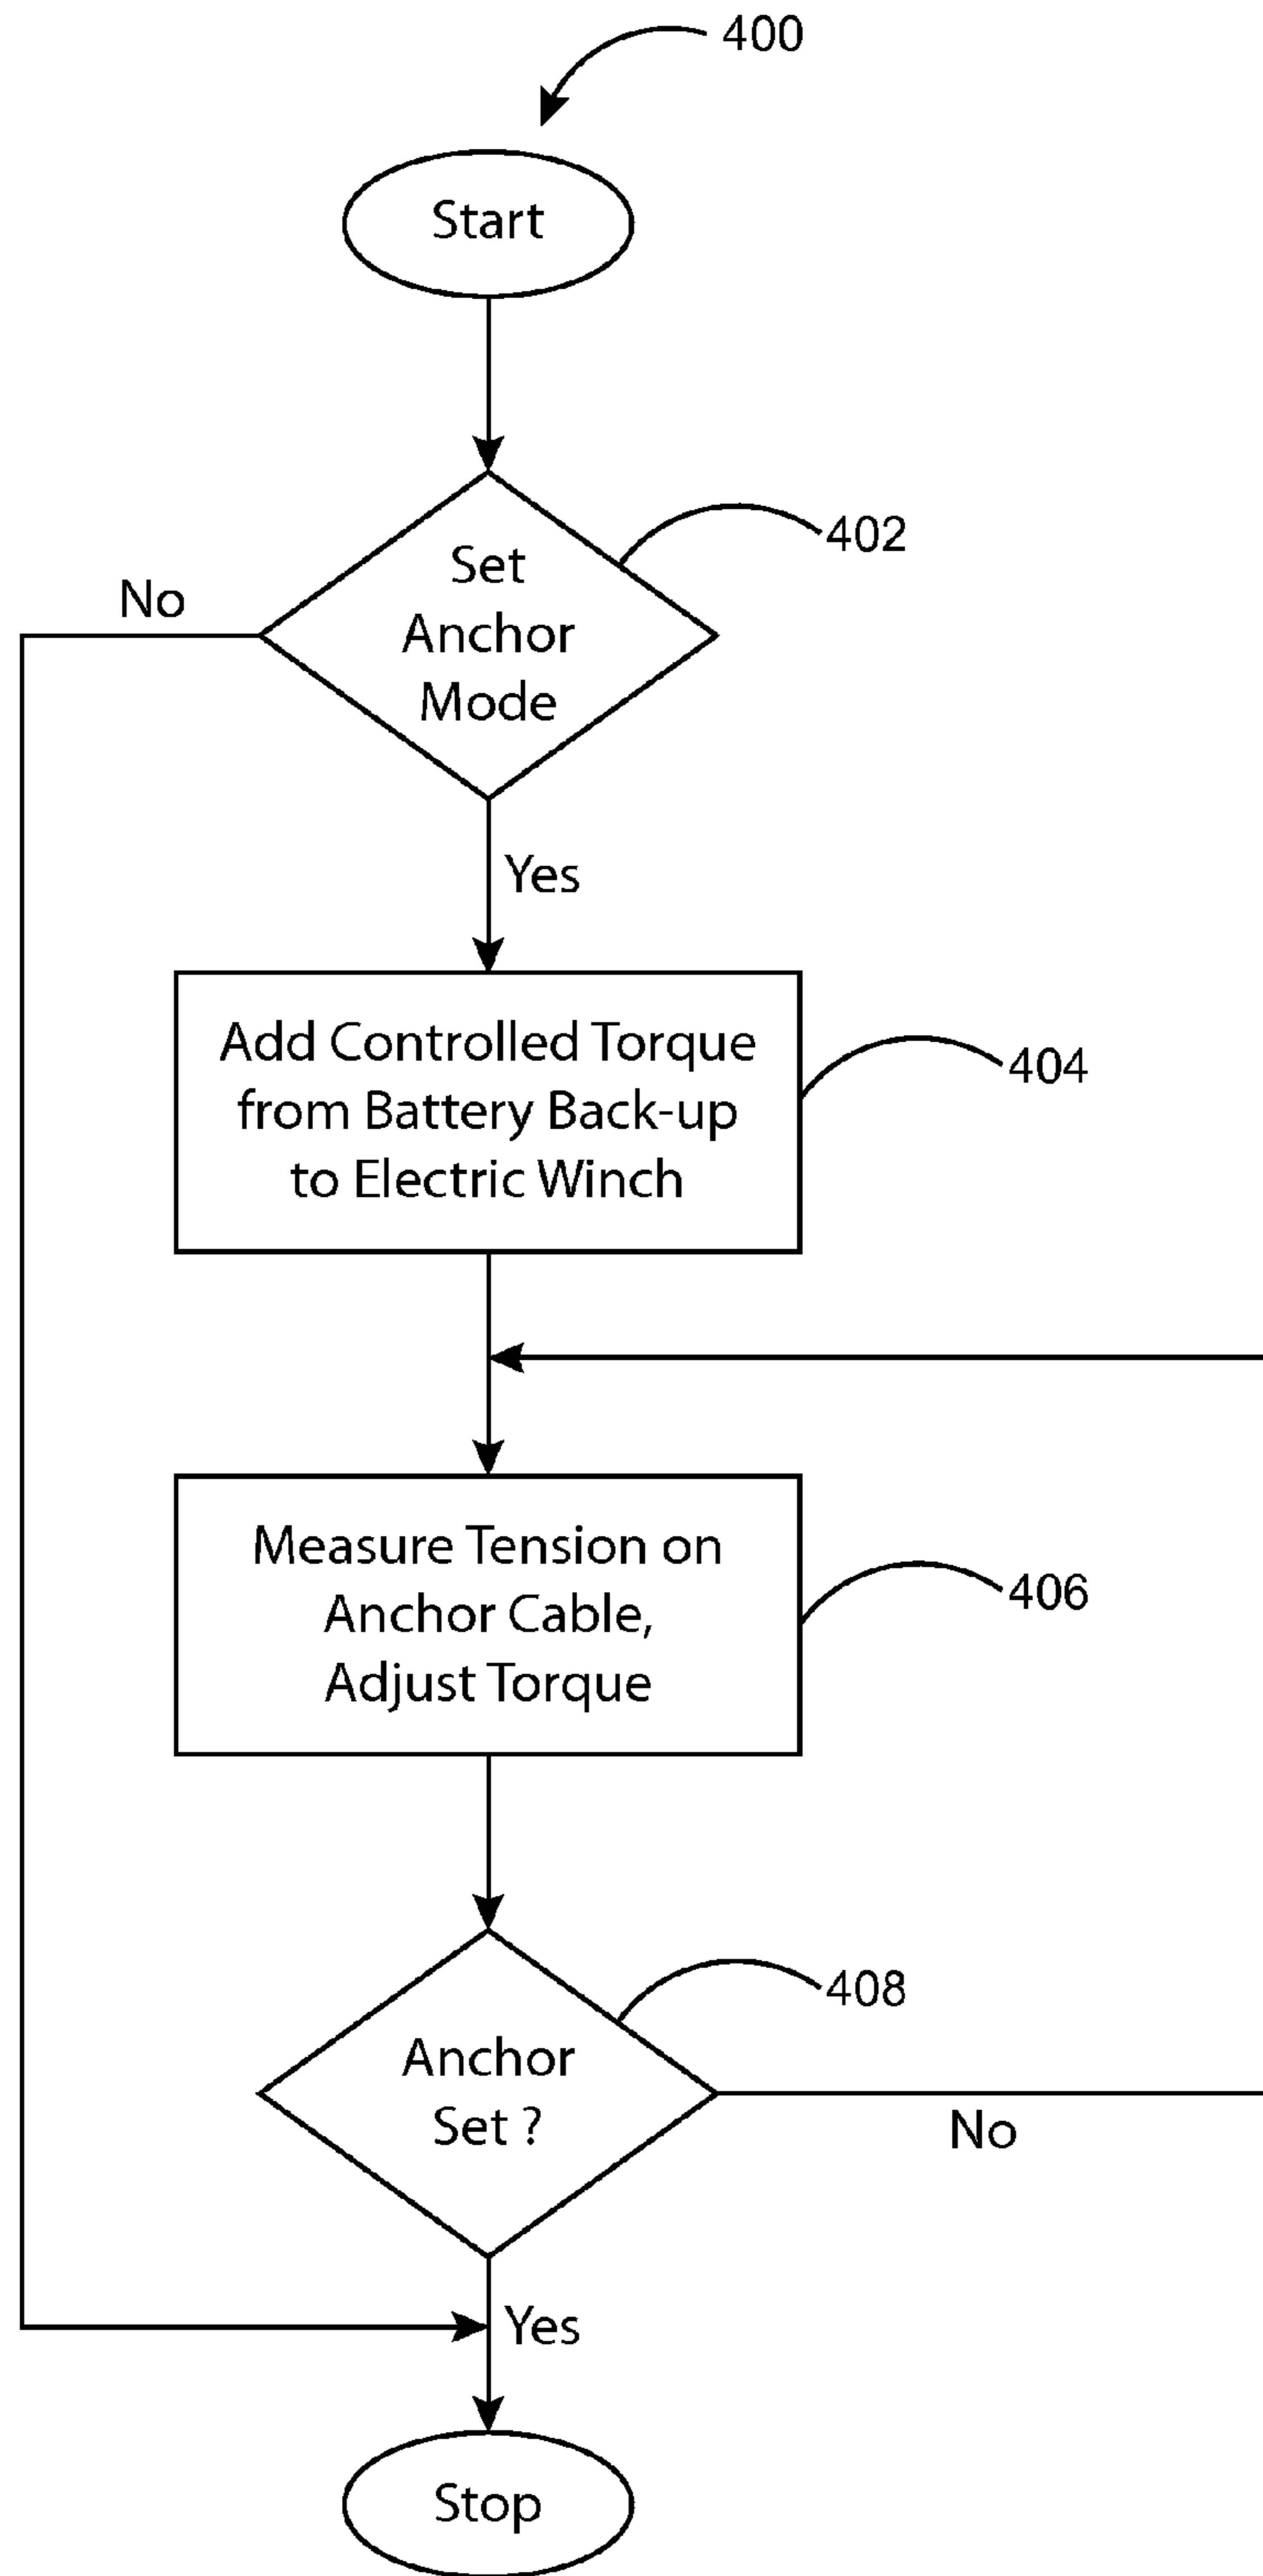 400
Start
402
Set
Anchor
Mode
No
Yes
Add Controlled Torque
from Battery Back-up
to Electric Winch
404
Measure Tension on
Anchor Cable,
Adjust Torque
406
408
Anchor
Set ?
No
Yes
Stop